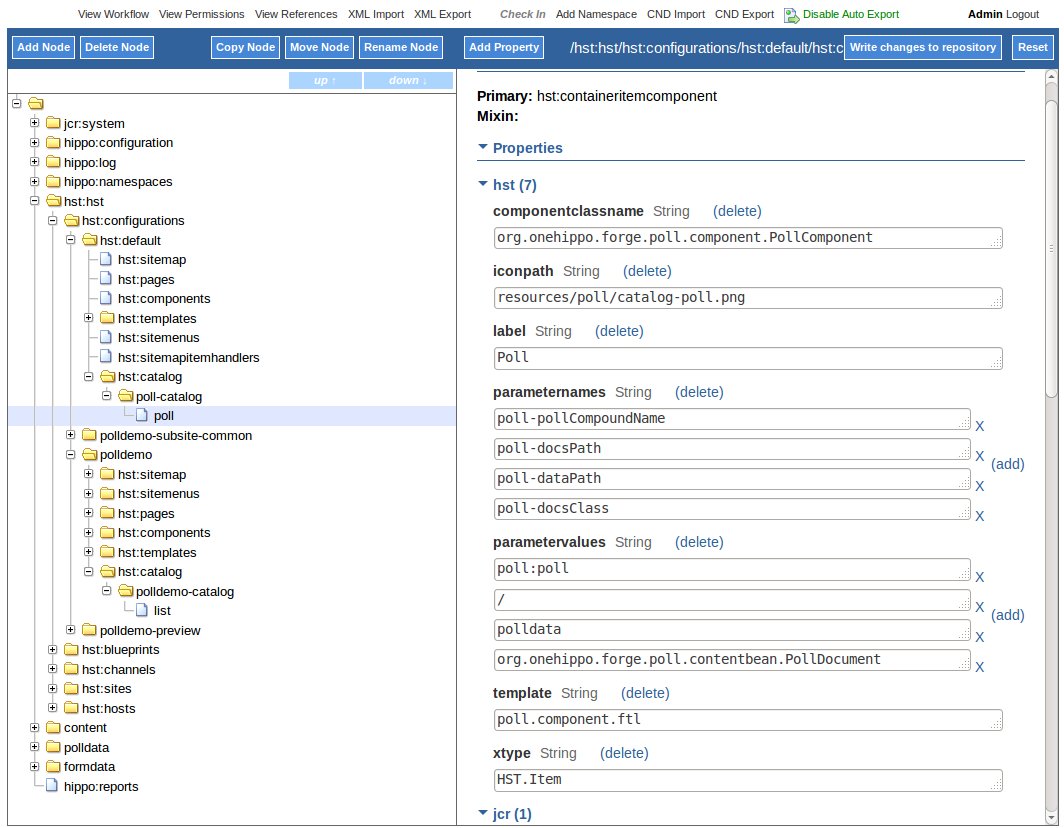 View Workflow View Permissions View References XML Import XML Export Check In Add Namespace CND Import CND Export Disable Auto Export Admin Logout
Add Node Delete Node Copy Node Move Node Rename Node Add Property /hst:hst/hst:configurations/hst:default/hst:c Write changes to repository Reset
up ↑ down ↓
jcr:system
hippo:configuration
hippo:log
hippo:namespaces
hst:hst
hst:configurations
hst:default
hst:sitemap
hst:pages
hst:components
hst:templates
hst:sitemenus
hst:sitemapitemhandlers
hst:catalog
poll-catalog
poll
polldemo-subsite-common
polldemo
hst:sitemap
hst:sitemenus
hst:pages
hst:components
hst:templates
hst:catalog
polldemo-catalog
list
polldemo-preview
hst:blueprints
hst:channels
hst:sites
hst:hosts
content
polldata
formdata
hippo:reports
Primary: hst:containeritemcomponent
Mixin:
Properties
hst (7)
componentclassname String (delete)
org.onehippo.forge.poll.component.PollComponent
iconpath String (delete)
resources/poll/catalog-poll.png
label String (delete)
Poll
parameternames String (delete)
poll-pollCompoundName X
poll-docsPath X
(add)
poll-dataPath X
poll-docsClass X
parametervalues String (delete)
poll:poll X
/ X
(add)
polldata X
org.onehippo.forge.poll.contentbean.PollDocument X
template String (delete)
poll.component.ftl
xtype String (delete)
HST.Item
jcr (1)